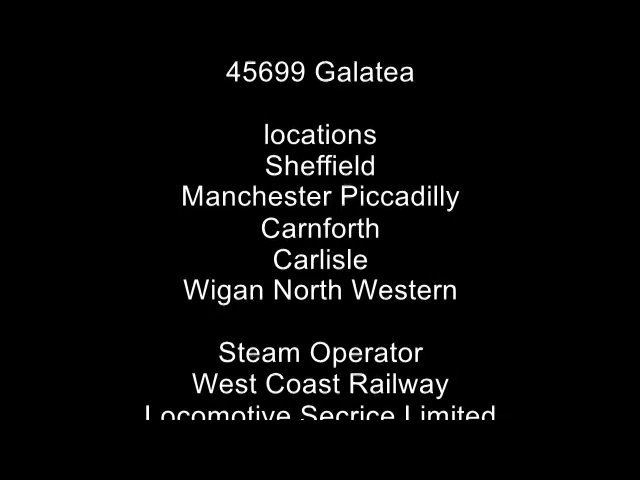 45699 Galatea
locations
Sheffield
Manchester Piccadilly
Carnforth
Carlisle
Wigan North Western
Steam Operator
West Coast Railway
Locomotive Secrice Limited